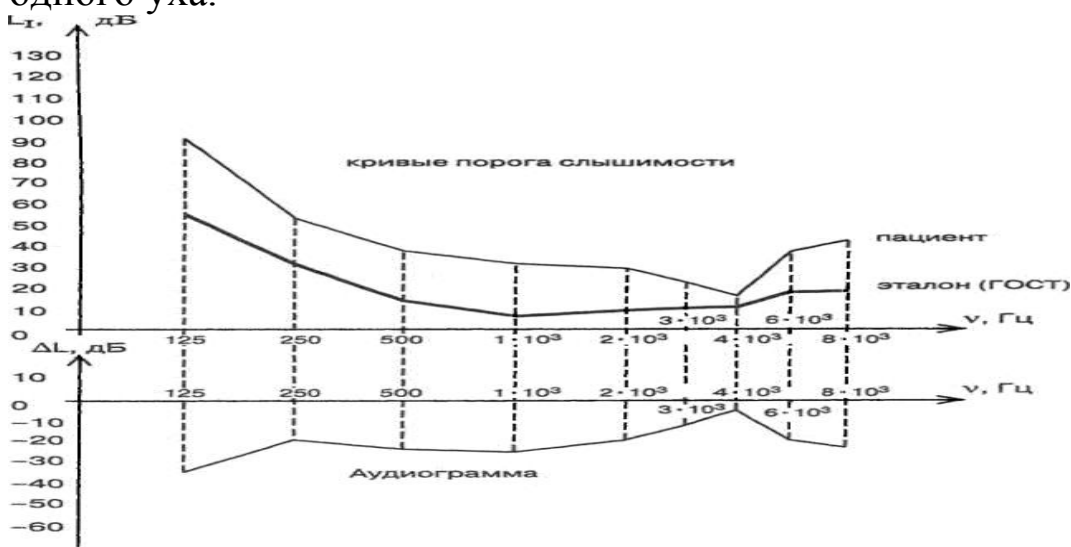 одного уха.
L_I, дБ
130
120
110
100
90
80
70
60
50
40
30
20
10
0
кривые порога слышимости
пациент
эталон (ГОСТ)
3·10³ 6·10³ ν, Гц
125 250 500 1·10³ 2·10³ 4·10³ 8·10³
ΔL, дБ
10
0
−10
−20
−30
−40
−50
−60
125 250 500 1·10³ 2·10³ 4·10³ 8·10³ ν, Гц
3·10³ 6·10³
Аудиограмма